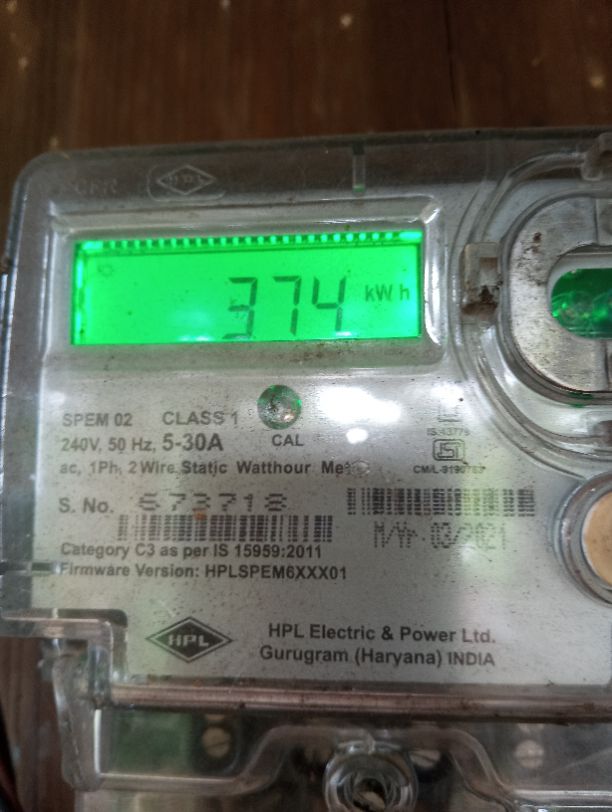 HPL
374 kWh
SPEM 02 CLASS 1
240V, 50 Hz, 5-30A
CAL
ac, 1Ph, 2 Wire Static Watthour
S. No. 673718
M/Yr 03/2021
Category C3 as per IS 15959:2011
Firmware Version: HPLSPEM6XXX01
HPL
HPL Electric & Power Ltd.
Gurugram (Haryana) INDIA